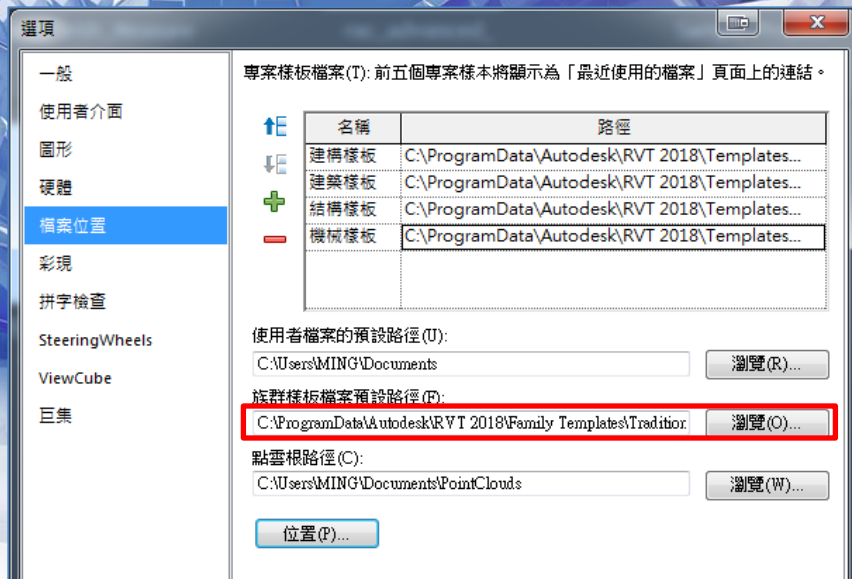 選項
一般
使用者介面
圖形
硬體
檔案位置
彩現
拼字檢查
SteeringWheels
ViewCube
巨集
專案樣板檔案(T): 前五個專案樣本將顯示為「最近使用的檔案」頁面上的連結。
名稱 路徑
建構樣板 C:\ProgramData\Autodesk\RVT 2018\Templates...
建築樣板 C:\ProgramData\Autodesk\RVT 2018\Templates...
結構樣板 C:\ProgramData\Autodesk\RVT 2018\Templates...
機械樣板 C:\ProgramData\Autodesk\RVT 2018\Templates...
使用者檔案的預設路徑(U):
C:\Users\MING\Documents 瀏覽(R)...
族群樣板檔案預設路徑(F):
C:\ProgramData\Autodesk\RVT 2018\Family Templates\Tradition 瀏覽(O)...
點雲根路徑(C):
C:\Users\MING\Documents\PointClouds 瀏覽(W)...
位置(P)...